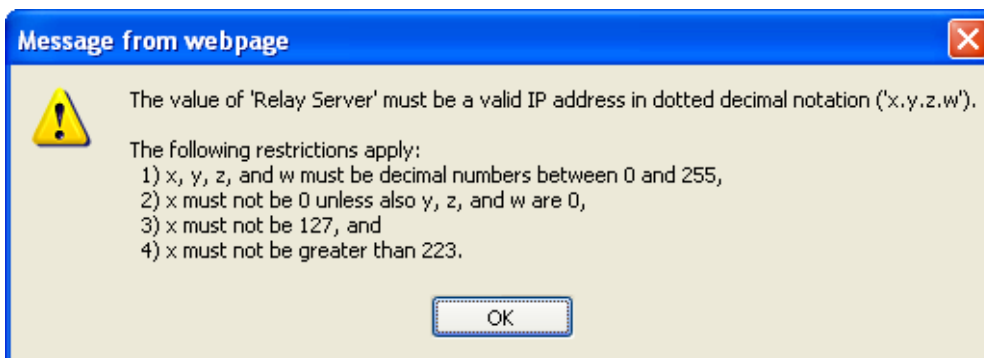 Message from webpage
The value of 'Relay Server' must be a valid IP address in dotted decimal notation ('x.y.z.w').
The following restrictions apply:
1) x, y, z, and w must be decimal numbers between 0 and 255,
2) x must not be 0 unless also y, z, and w are 0,
3) x must not be 127, and
4) x must not be greater than 223.
OK